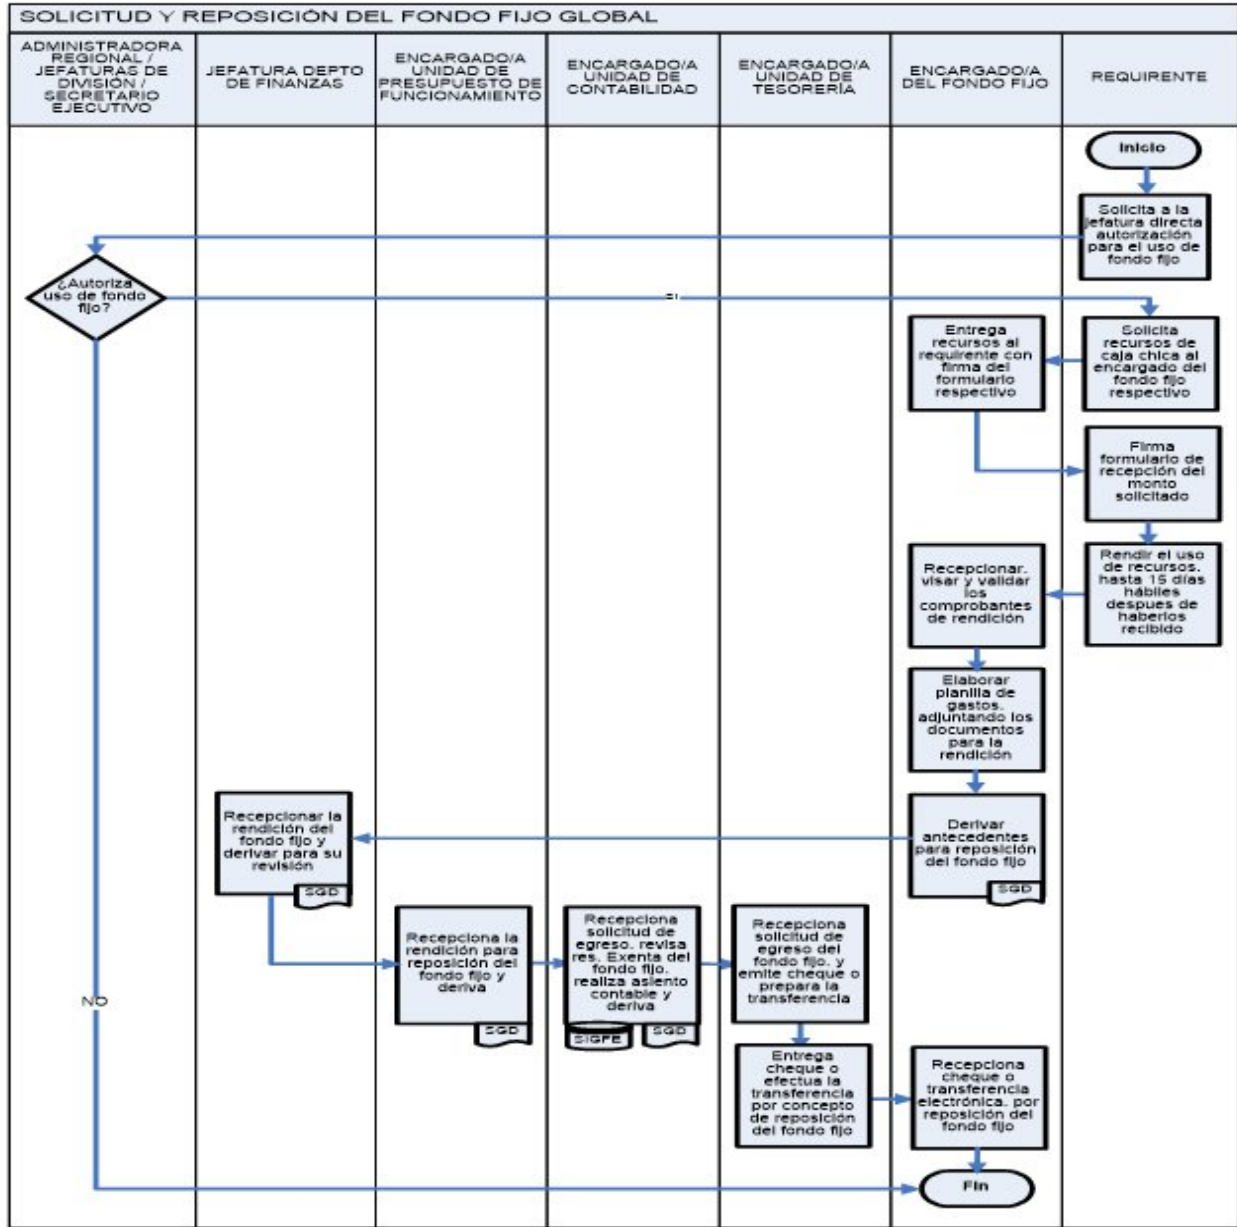 SOLICITUD Y REPOSICIÓN DEL FONDO FIJO GLOBAL
ADMINISTRADORA
REGIONAL /
JEFATURAS DE
DIVISIÓN /
SECRETARIO
EJECUTIVO
JEFATURA DEPTO
DE FINANZAS
ENCARGADO/A
UNIDAD DE
PRESUPUESTO DE
FUNCIONAMIENTO
ENCARGADO/A
UNIDAD DE
CONTABILIDAD
ENCARGADO/A
UNIDAD DE
TESORERÍA
ENCARGADO/A
DEL FONDO FIJO
REQUIRENTE
Inicio
Solicita a la
jefatura directa
autorización
para el uso de
fondo fijo
¿Autoriza
uso de fondo
fijo?
Entrega
recursos al
requirente con
firma del
formulario
respectivo
Solicita
recursos de
caja chica al
encargado del
fondo fijo
respectivo
Firma
formulario de
recepción del
monto
solicitado
Recepcionar,
visar y validar
los
comprobantes
de rendición
Rendir el uso
de recursos.
hasta 15 días
hábiles
despues de
haberlos
recibido
Elaborar
planilla de
gastos.
adjuntando los
documentos
para la
rendición
Recepcionar la
rendición del
fondo fijo y
derivar para su
revisión
SGD
Derivar
antecedentes
para reposición
del fondo fijo
SGD
Recepciona la
rendición para
reposición del
fondo fijo y
deriva
SGD
Recepciona
solicitud de
egreso. revisa
res. Exenta del
fondo fijo.
realiza asiento
contable y
deriva
SIGFE
SGD
Recepciona
solicitud de
egreso del
fondo fijo. y
emite cheque o
prepara la
transferencia
NO
Entrega
cheque o
efectua la
transferencia
por concepto
de reposición
del fondo fijo
Recepciona
cheque o
transferencia
electrónica. por
reposición del
fondo fijo
Fin